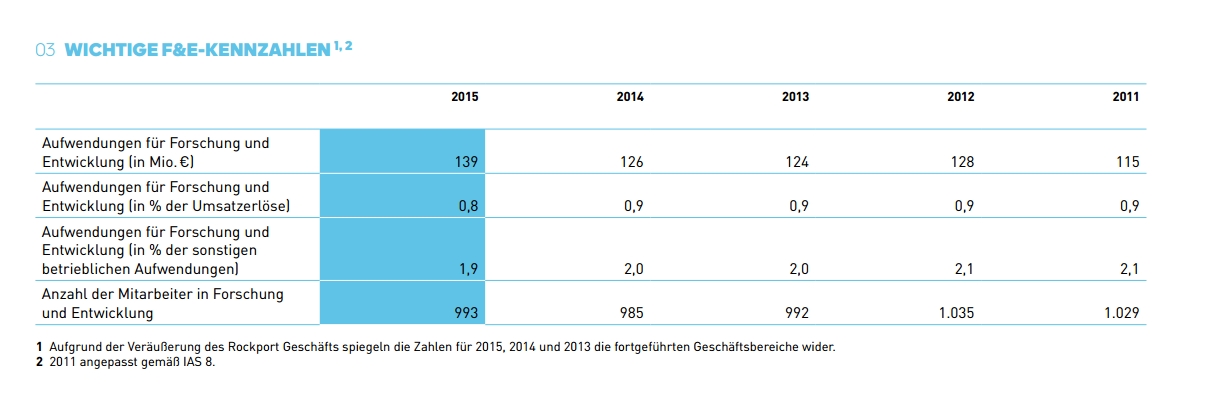 03 WICHTIGE F&E-KENNZAHLEN 1, 2
2015 2014 2013 2012 2011
Aufwendungen für Forschung und
Entwicklung (in Mio. €) 139 126 124 128 115
Aufwendungen für Forschung und
Entwicklung (in % der Umsatzerlöse) 0,8 0,9 0,9 0,9 0,9
Aufwendungen für Forschung und
Entwicklung (in % der sonstigen
betrieblichen Aufwendungen) 1,9 2,0 2,0 2,1 2,1
Anzahl der Mitarbeiter in Forschung
und Entwicklung 993 985 992 1.035 1.029
1 Aufgrund der Veräußerung des Rockport Geschäfts spiegeln die Zahlen für 2015, 2014 und 2013 die fortgeführten Geschäftsbereiche wider.
2 2011 angepasst gemäß IAS 8.